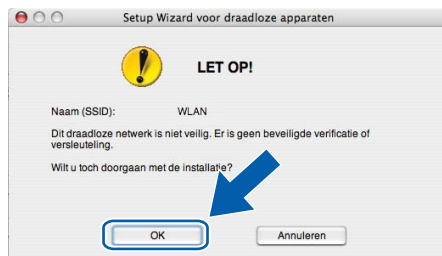 Setup Wizard voor draadloze apparaten
LET OP!
Naam (SSID): WLAN
Dit draadloze netwerk is niet veilig. Er is geen beveiligde verificatie of
versleuteling.
Wilt u toch doorgaan met de installatie?
OK Annuleren